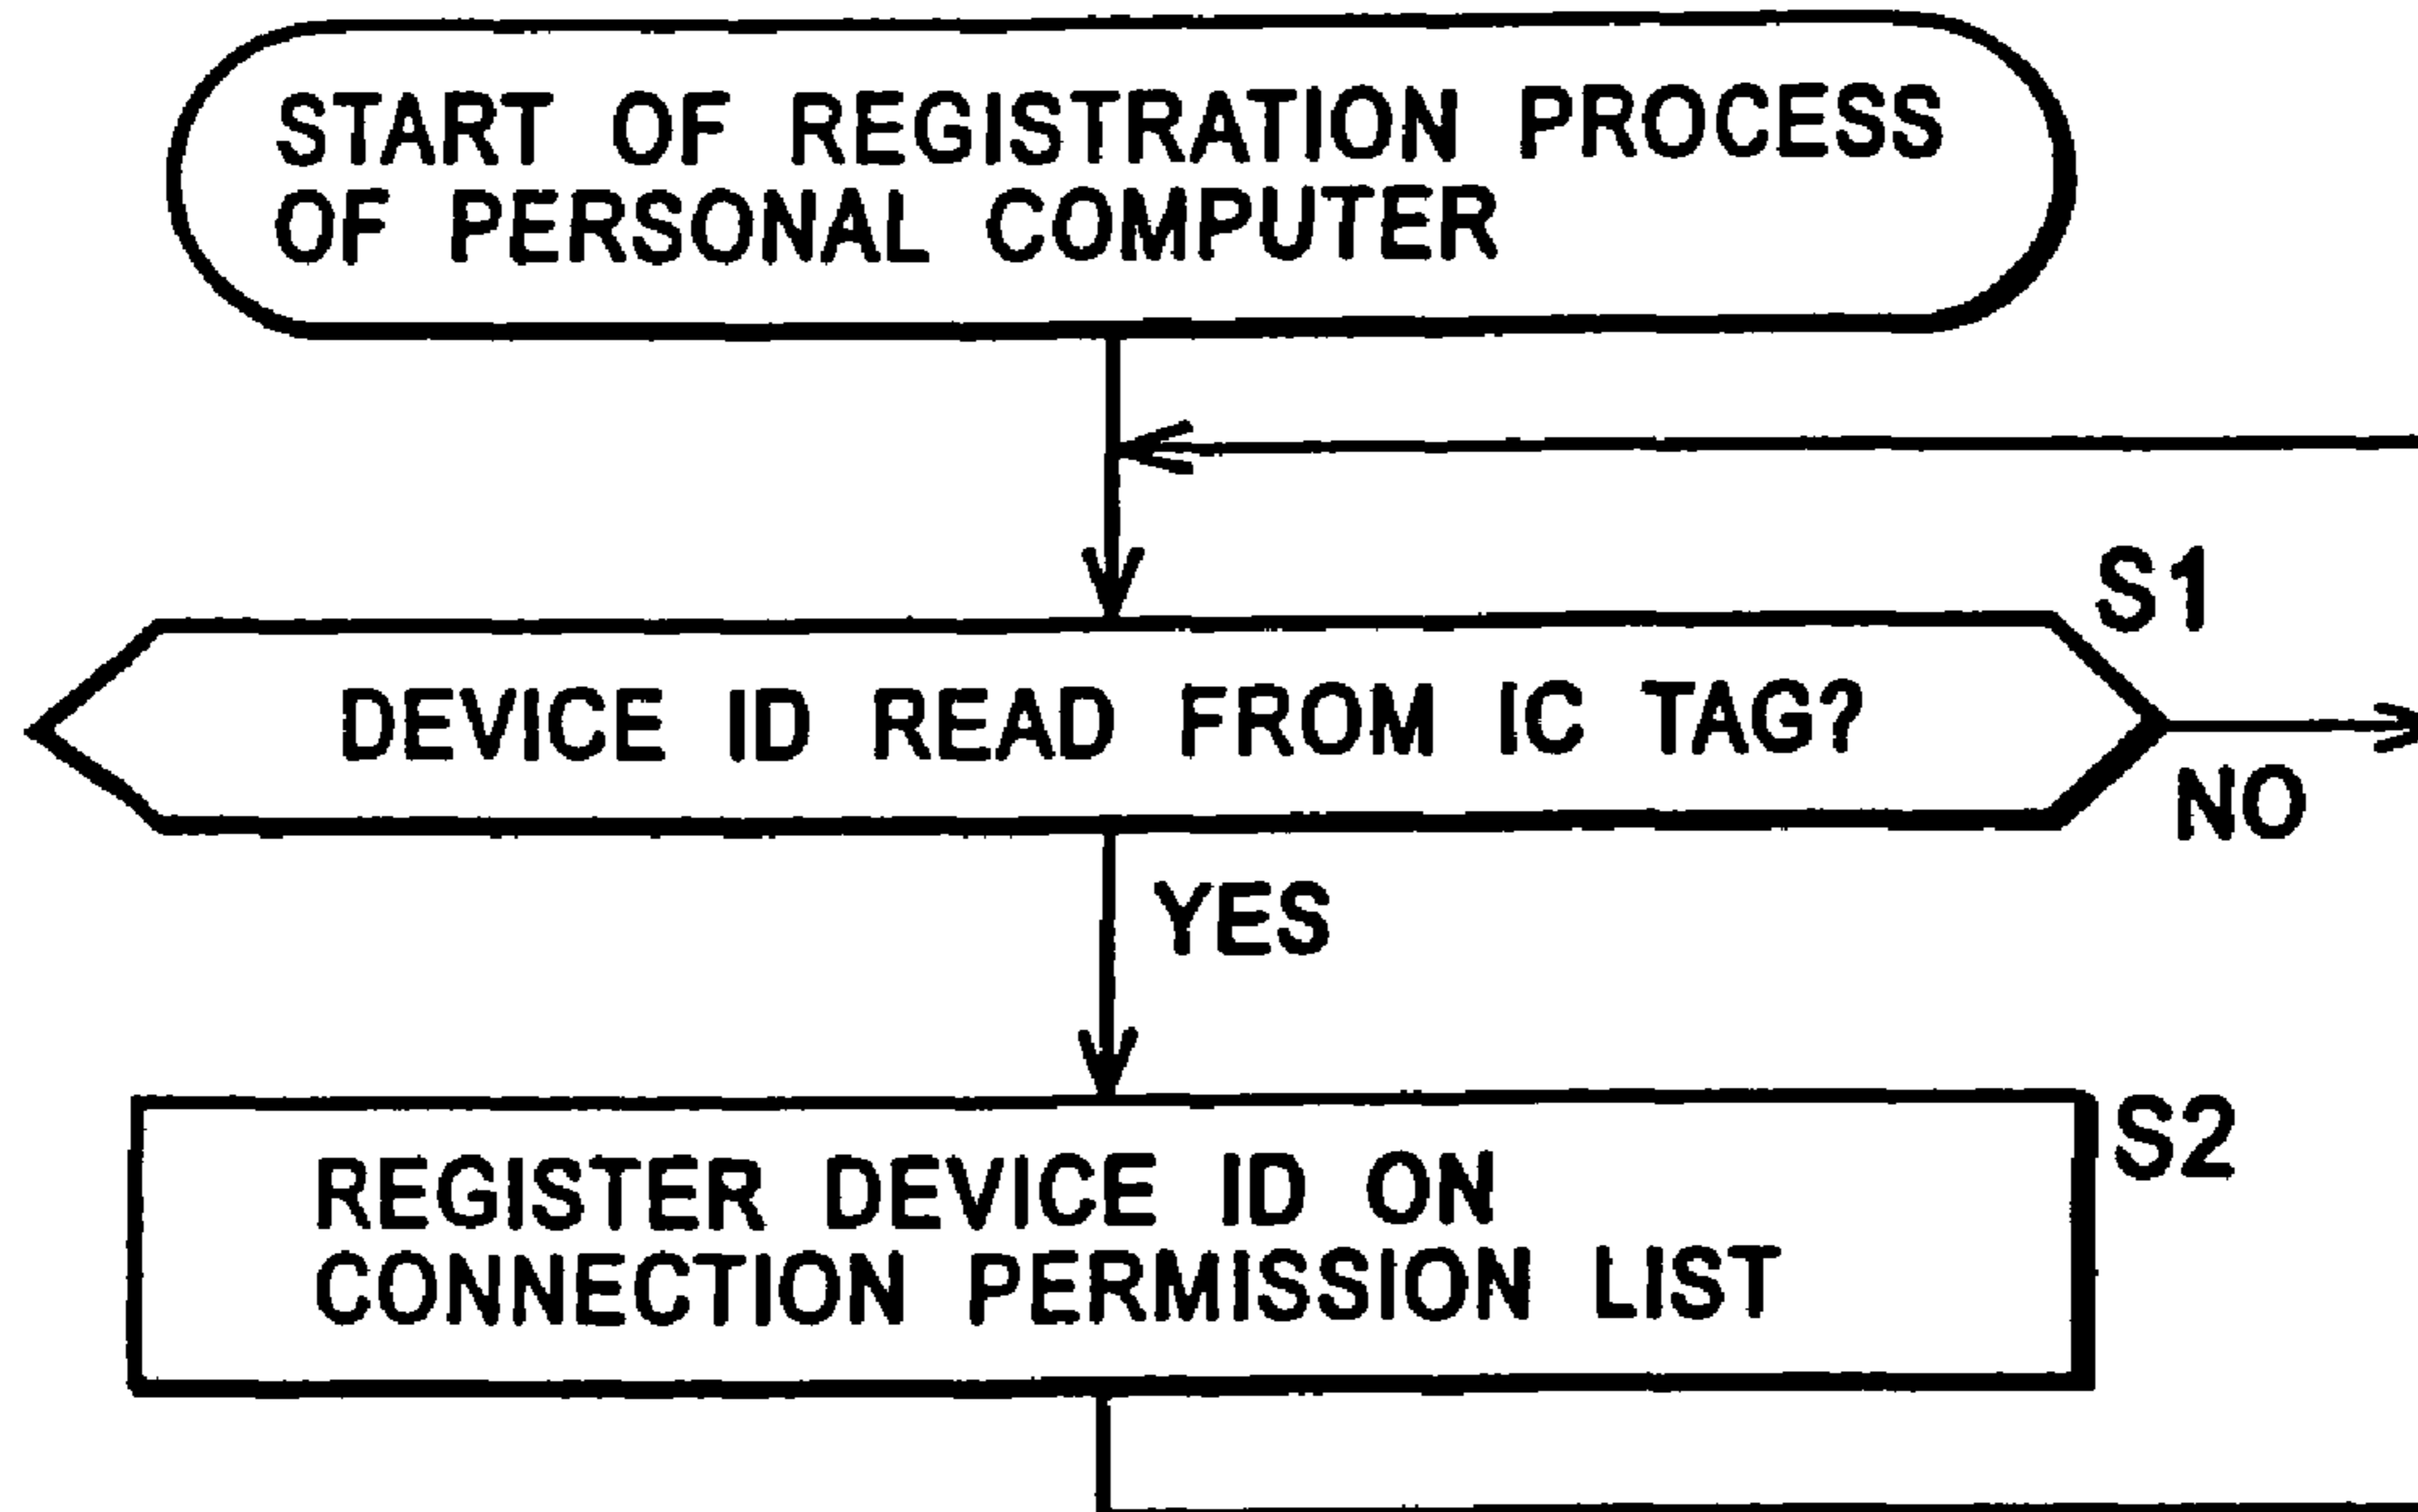 START OF REGISTRATION PROCESS
OF PERSONAL COMPUTER
S1
DEVICE ID READ FROM IC TAG?
NO
YES
S2
REGISTER DEVICE ID ON
CONNECTION PERMISSION LIST